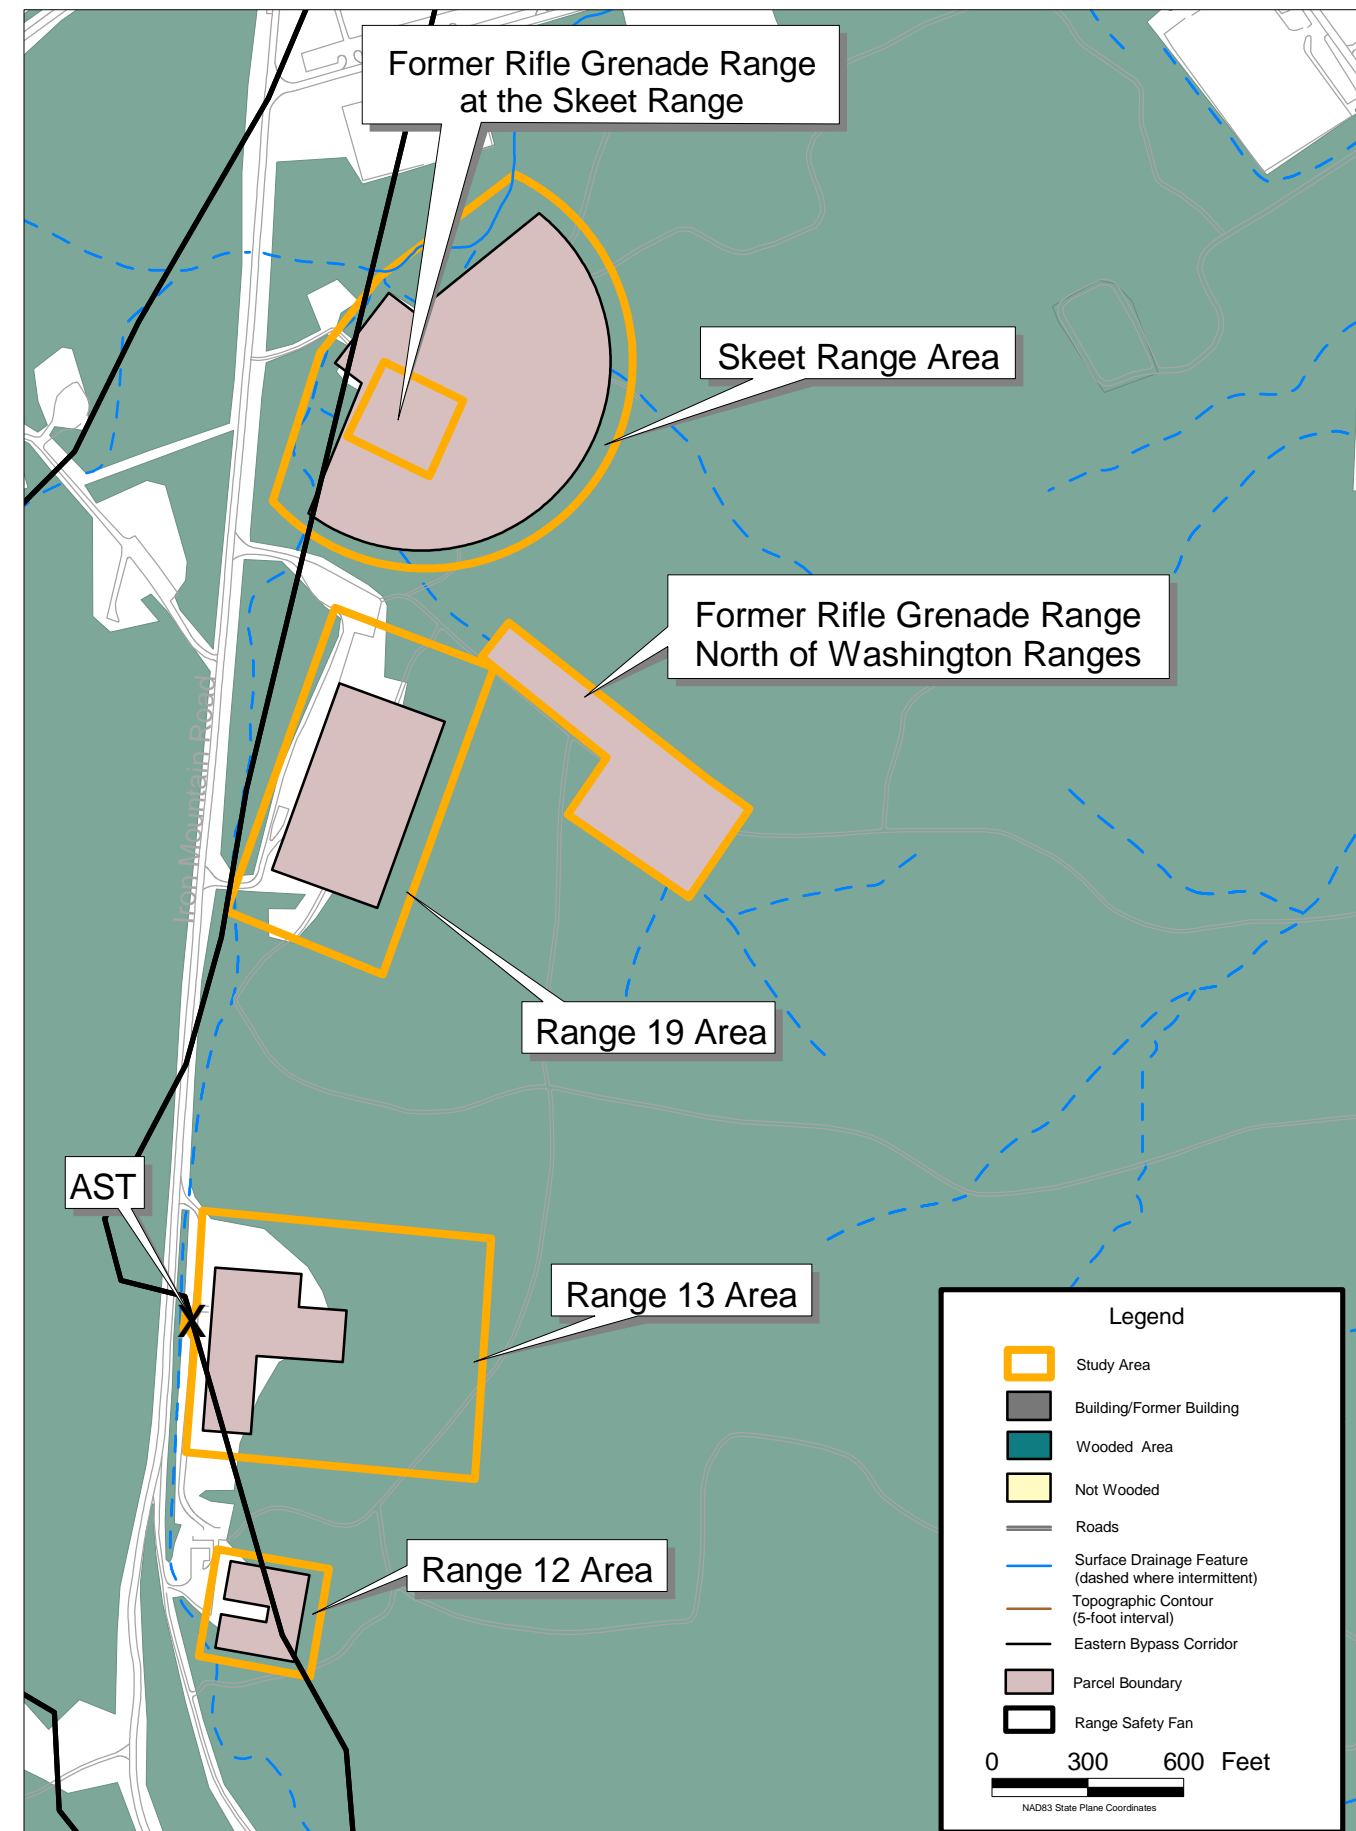 Former Rifle Grenade Range
at the Skeet Range
Skeet Range Area
Former Rifle Grenade Range
North of Washington Ranges
Iron Mountain Road
Range 19 Area
AST
X
Range 13 Area
Range 12 Area
Legend
Study Area
Building/Former Building
Wooded Area
Not Wooded
Roads
Surface Drainage Feature
(dashed where intermittent)
Topographic Contour
(5-foot interval)
Eastern Bypass Corridor
Parcel Boundary
Range Safety Fan
0 300 600 Feet
NAD83 State Plane Coordinates